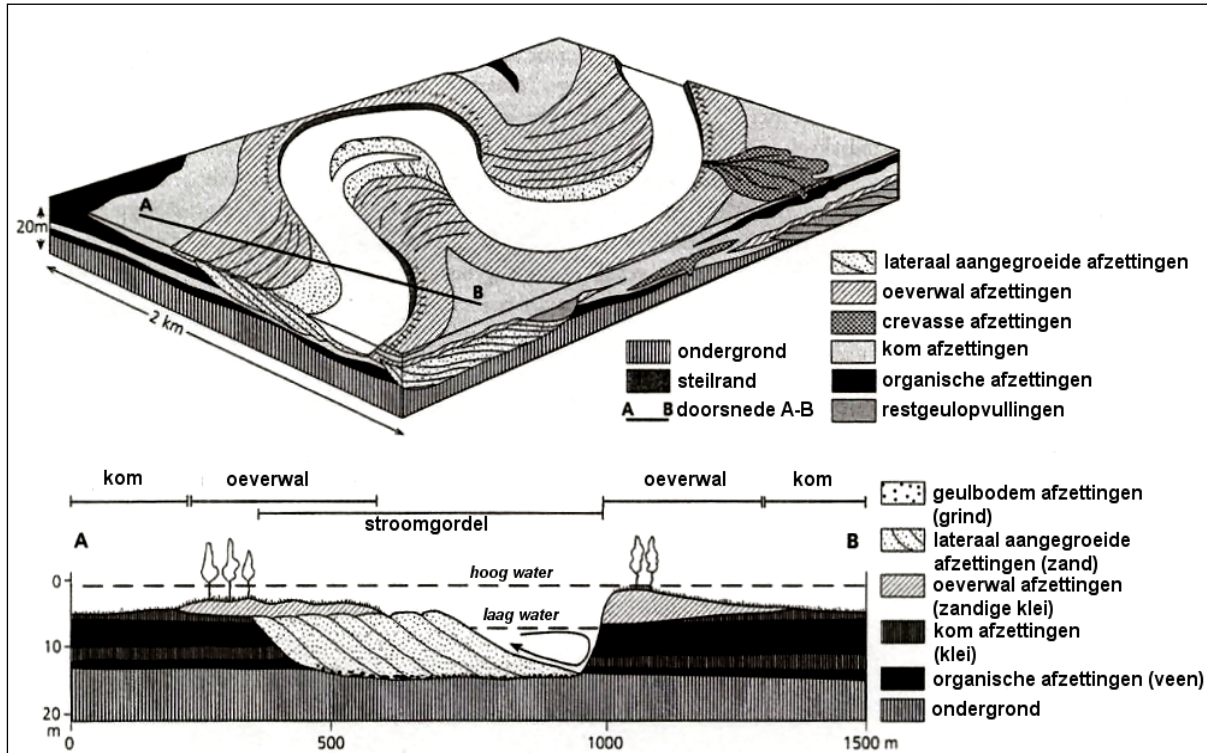 A
B
20m
2 km
lateraal aangegroeide afzettingen
oeverwal afzettingen
crevasse afzettingen
kom afzettingen
organische afzettingen
restgeulopvullingen
ondergrond
steilrand
A B doorsnede A-B
kom
oeverwal
stroomgordel
oeverwal
kom
A
B
hoog water
laag water
0
10
20
m
0
500
1000
1500 m
geulbodem afzettingen
(grind)
lateraal aangegroeide
afzettingen (zand)
oeverwal afzettingen
(zandige klei)
kom afzettingen
(klei)
organische afzettingen (veen)
ondergrond